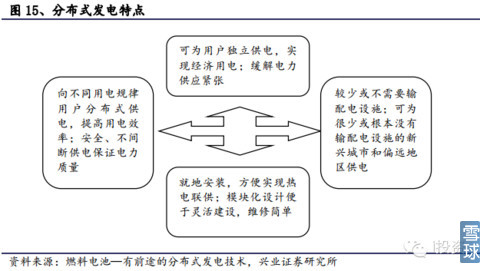 图 15、分布式发电特点
可为用户独立供电，实
现经济用电；缓解电力
供应紧张
向不同用电规律
用户分布式供
电，提高用电效
率；安全、不间
断供电保证电力
质量
较少或不需要输
配电设施；可为
很少或根本没有
输配电设施的新
兴城市和偏远地
区供电
就地安装，方便实现热
电联供；模块化设计便
于灵活建设，维修简单
资料来源：燃料电池—有前途的分布式发电技术，兴业证券研究所
i投资
雪球